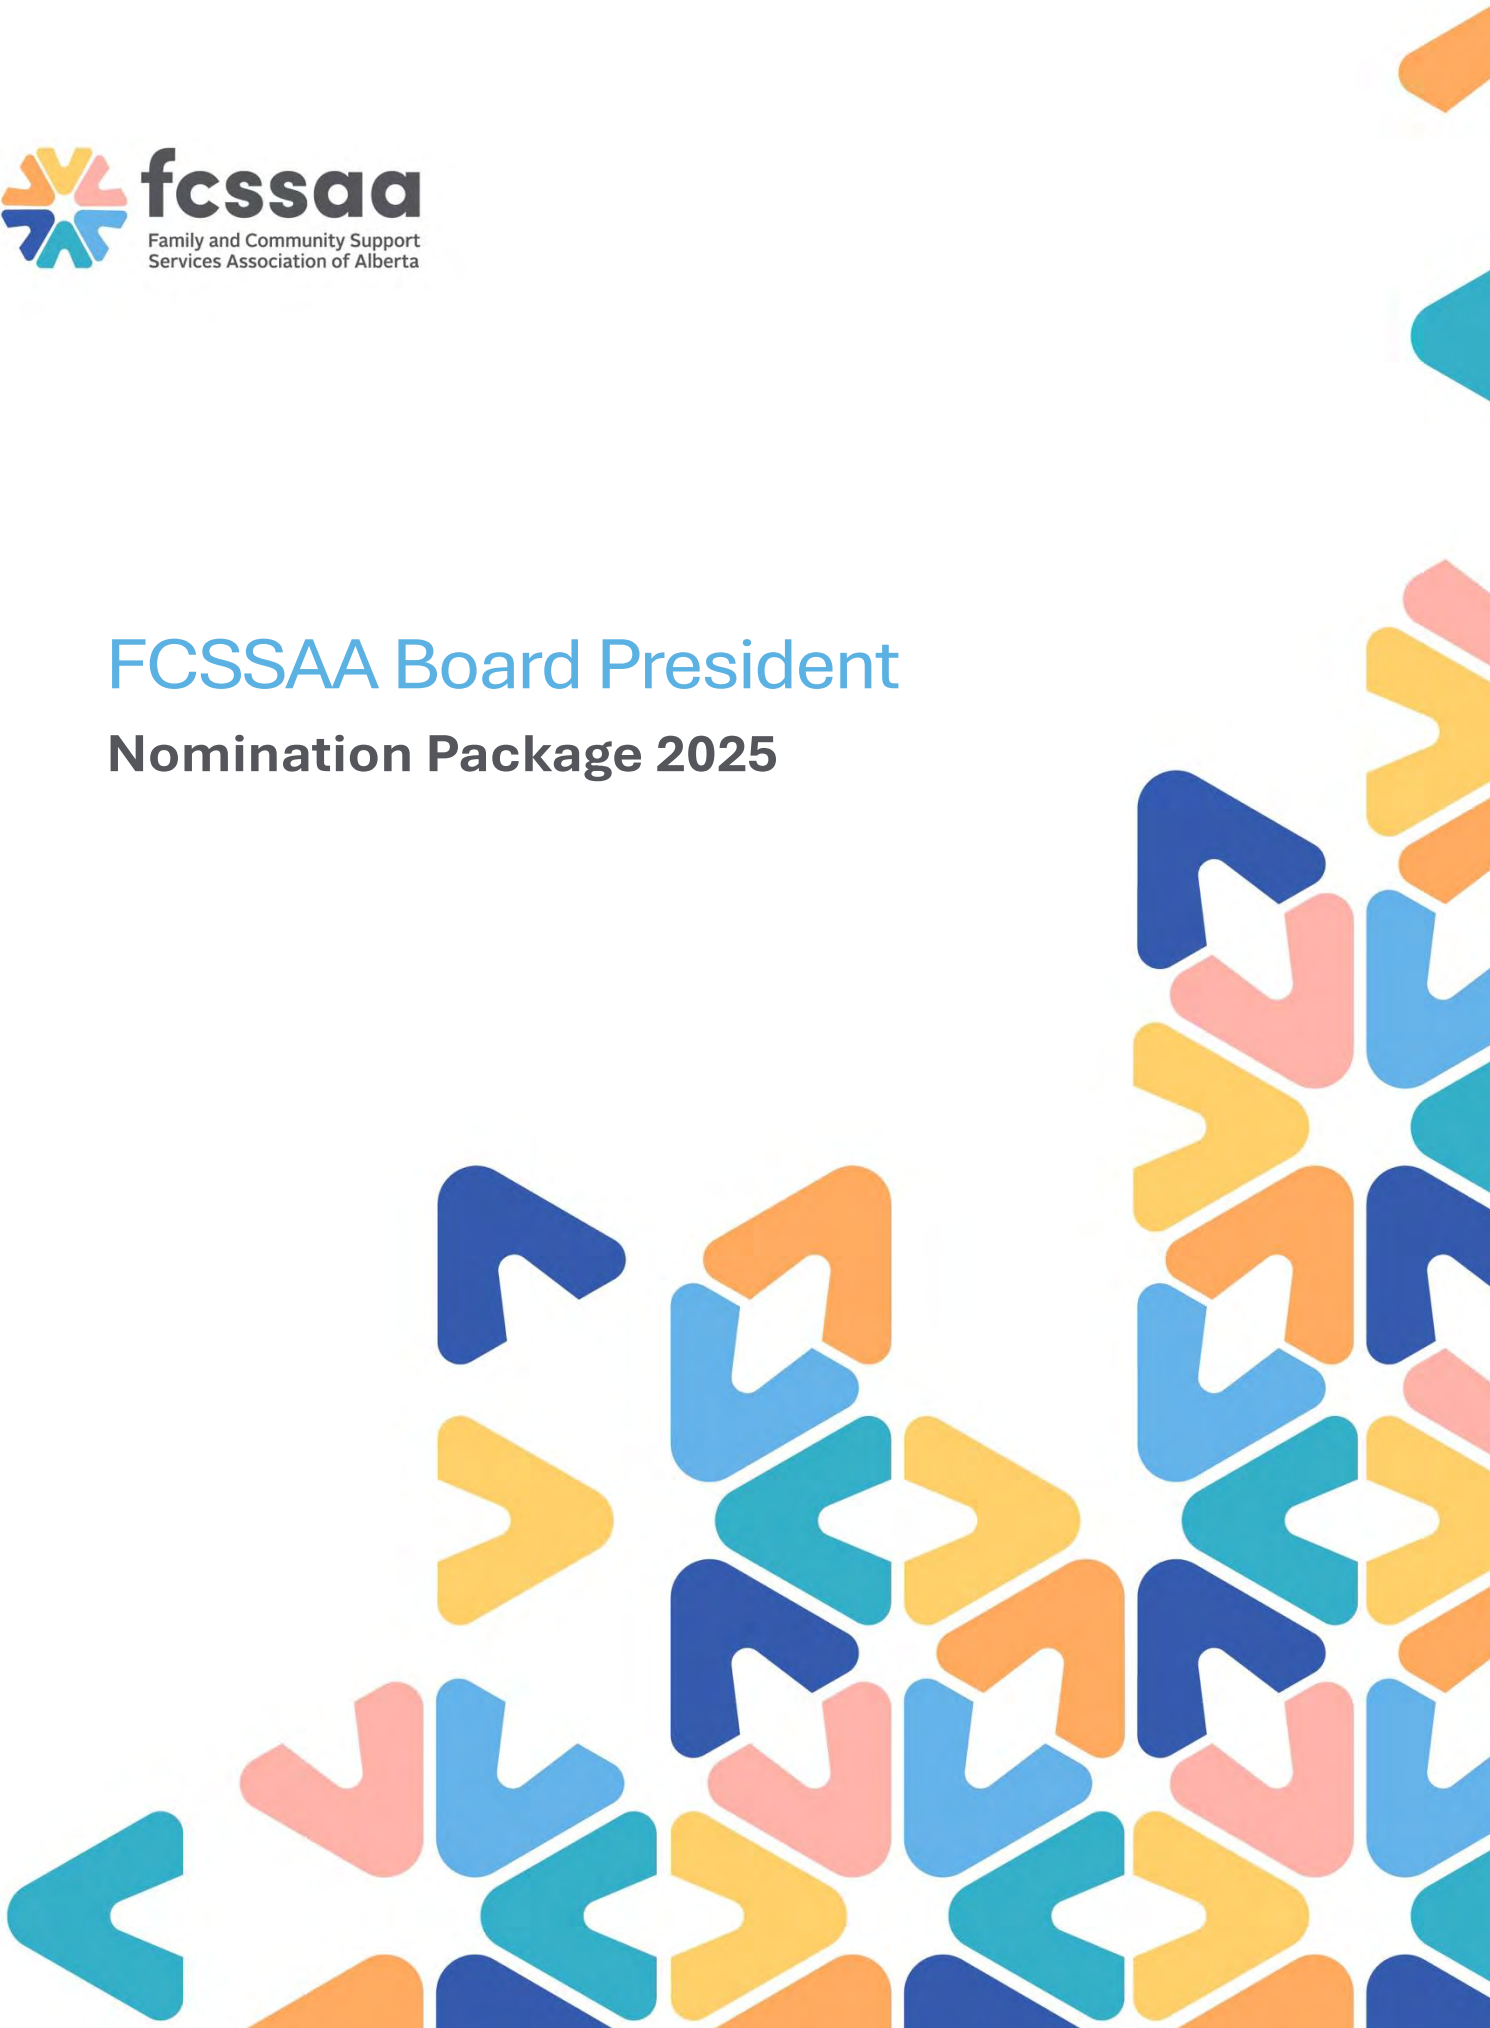 fcssaa
Family and Community Support
Services Association of Alberta
FCSSAA Board President
Nomination Package 2025